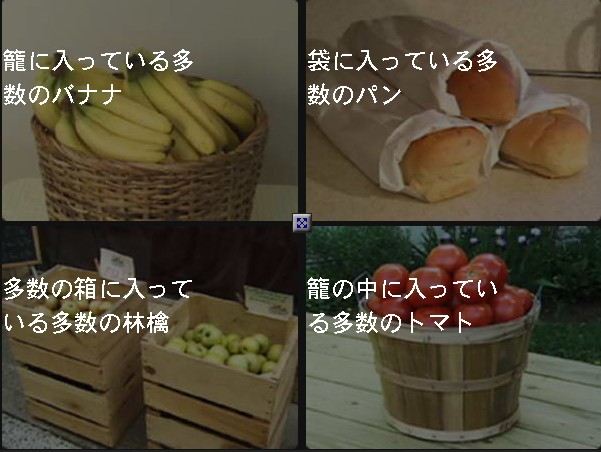 籠に入っている多
数のバナナ
袋に入っている多
数のパン
多数の箱に入って
いる多数の林檎
籠の中に入ってい
る多数のトマト